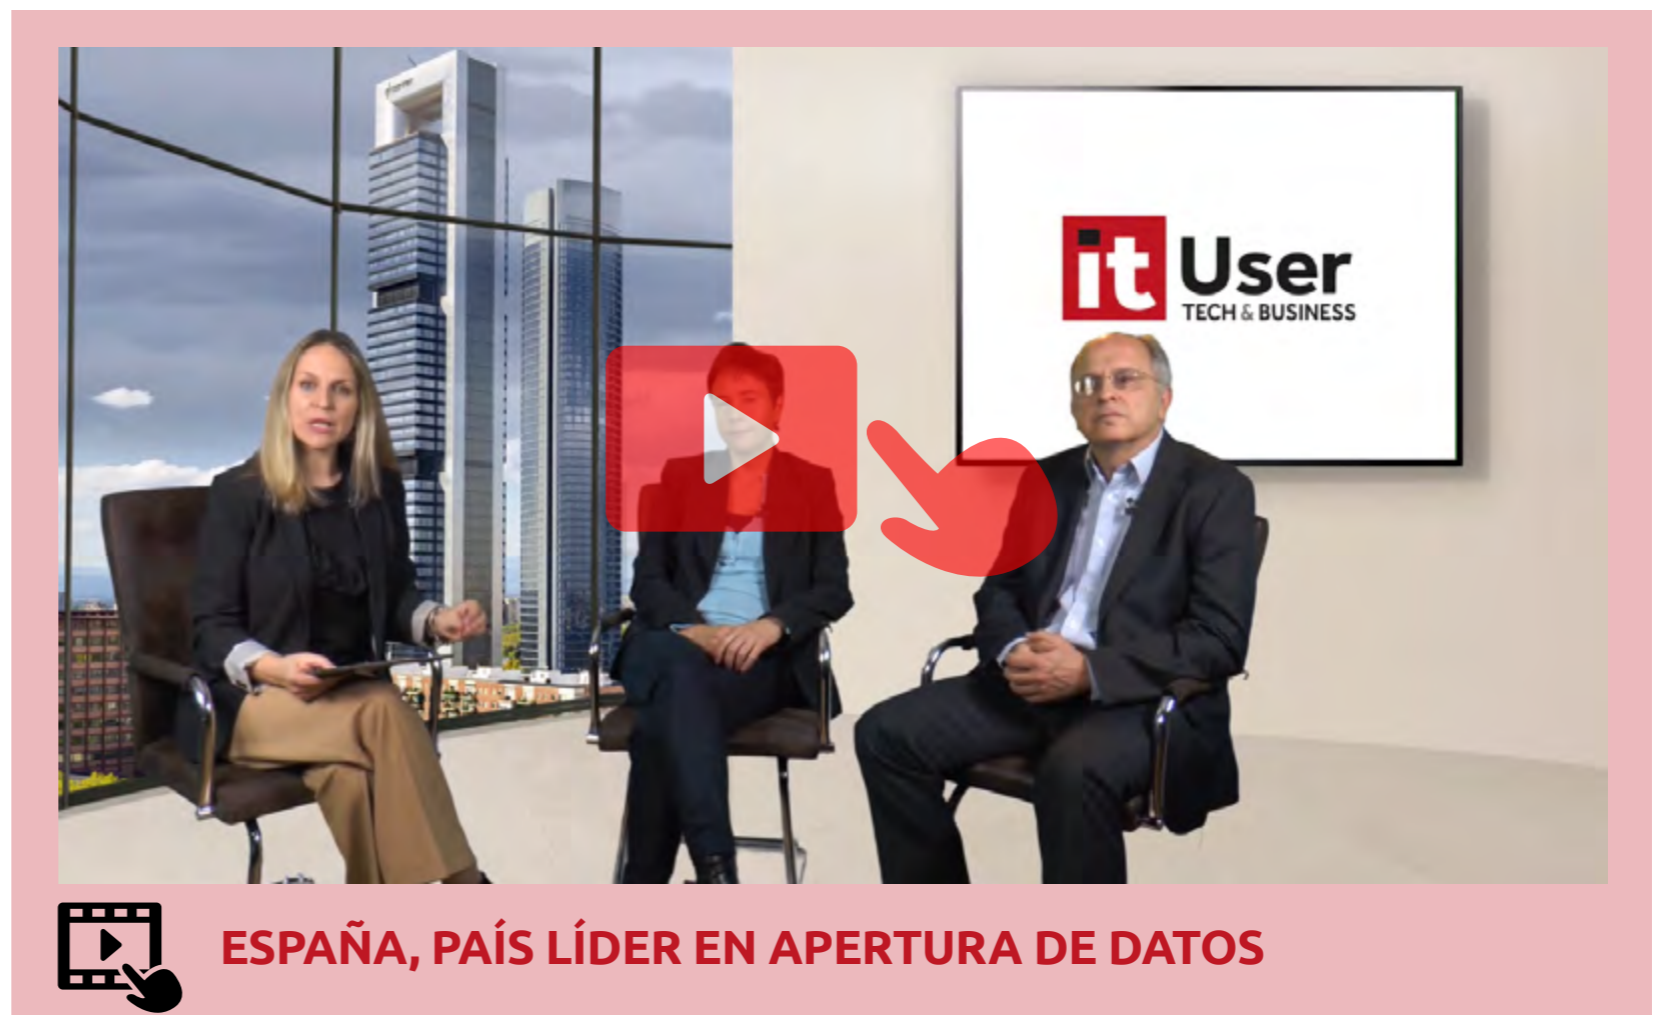 it User
TECH & BUSINESS
ESPAÑA, PAÍS LÍDER EN APERTURA DE DATOS